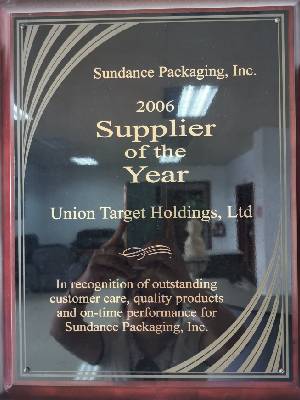 Sundance Packaging, Inc.
2006
Supplier
of the
Year
Union Target Holdings, Ltd
In recognition of outstanding
customer care, quality products
and on-time performance for
Sundance Packaging, Inc.